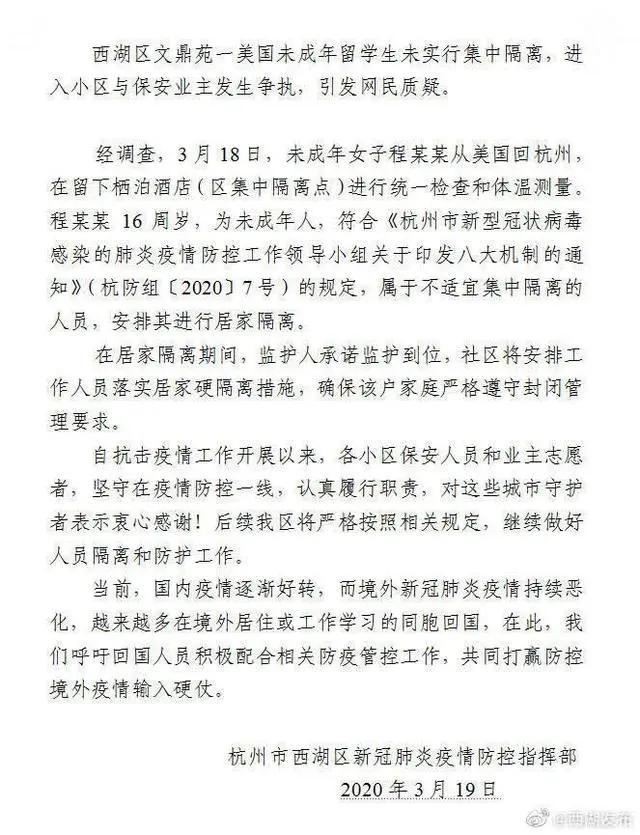 西湖区文鼎苑一美国未成年留学生未实行集中隔离，进
入小区与保安业主发生争执，引发网民质疑。
经调查，3月18日，未成年女子程某某从美国回杭州，
在留下栖泊酒店（区集中隔离点）进行统一检查和体温测量。
程某某 16 周岁，为未成年人，符合《杭州市新型冠状病毒
感染的肺炎疫情防控工作领导小组关于印发八大机制的通
知》（杭防组〔2020〕7号）的规定，属于不适宜集中隔离的
人员，安排其进行居家隔离。
在居家隔离期间，监护人承诺监护到位，社区将安排工
作人员落实居家硬隔离措施，确保该户家庭严格遵守封闭管
理要求。
自抗击疫情工作开展以来，各小区保安人员和业主志愿
者，坚守在疫情防控一线，认真履行职责，对这些城市守护
者表示衷心感谢！后续我区将严格按照相关规定，继续做好
人员隔离和防护工作。
当前，国内疫情逐渐好转，而境外新冠肺炎疫情持续恶
化，越来越多在境外居住或工作学习的同胞回国，在此，我
们呼吁回国人员积极配合相关防疫管控工作，共同打赢防控
境外疫情输入硬仗。
杭州市西湖区新冠肺炎疫情防控指挥部
2020年3月19日
@西湖发布